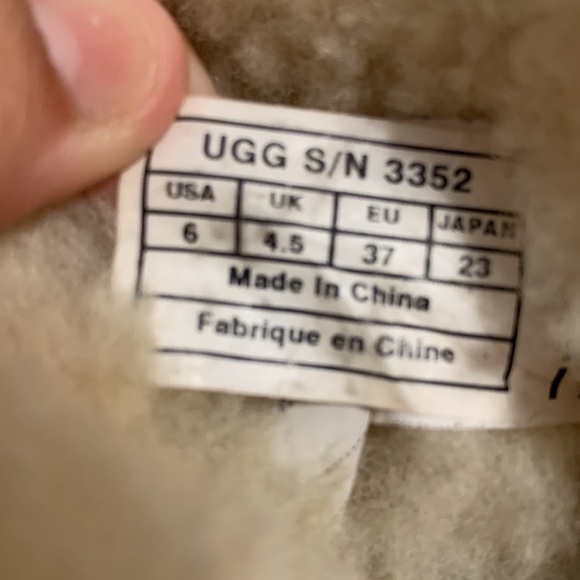 UGG S/N 3352
USA UK EU JAPAN
6 4.5 37 23
Made In China
Fabrique en Chine